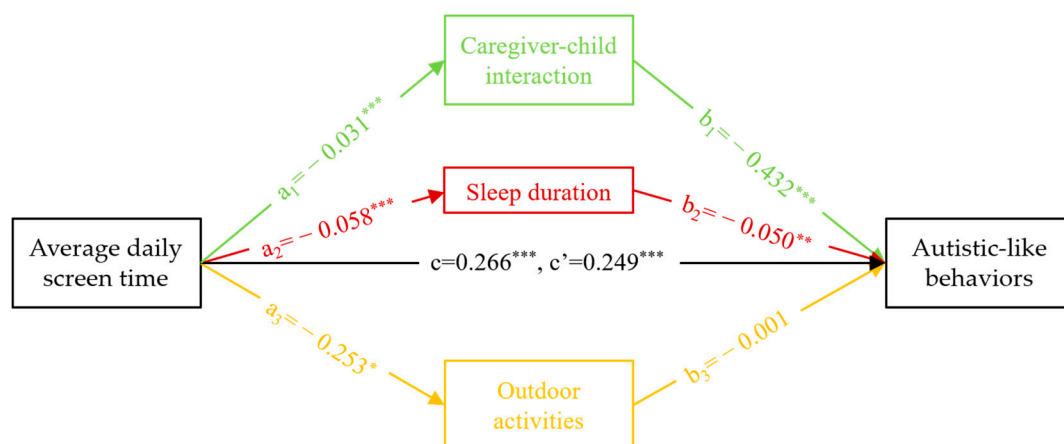 Caregiver-child
interaction
a₁= − 0.031***
b₁= − 0.432***
Sleep duration
a₂= − 0.058***
b₂= − 0.050**
Average daily
screen time
c=0.266***, c’=0.249***
Autistic-like
behaviors
a₃= − 0.253*
b₃= − 0.001
Outdoor
activities